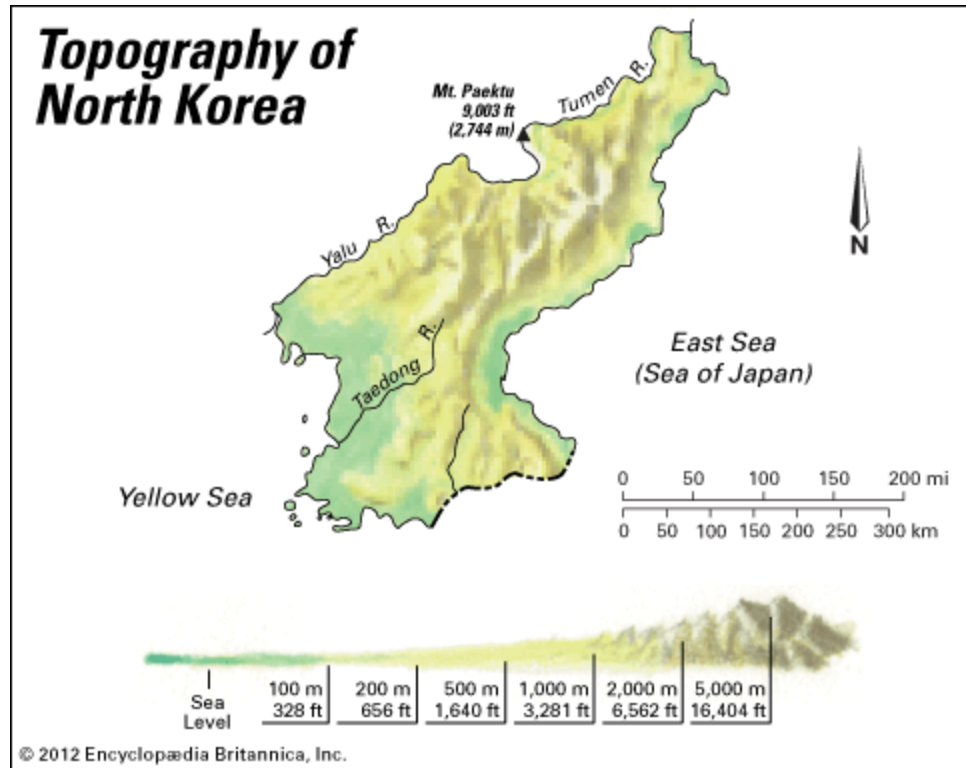 Topography of
North Korea
Mt. Paektu
9,003 ft
(2,744 m)
Tumen R.
Yalu R.
Taedong R.
N
East Sea
(Sea of Japan)
Yellow Sea
0 50 100 150 200 mi
0 50 100 150 200 250 300 km
Sea
Level
100 m
328 ft
200 m
656 ft
500 m
1,640 ft
1,000 m
3,281 ft
2,000 m
6,562 ft
5,000 m
16,404 ft
© 2012 Encyclopædia Britannica, Inc.